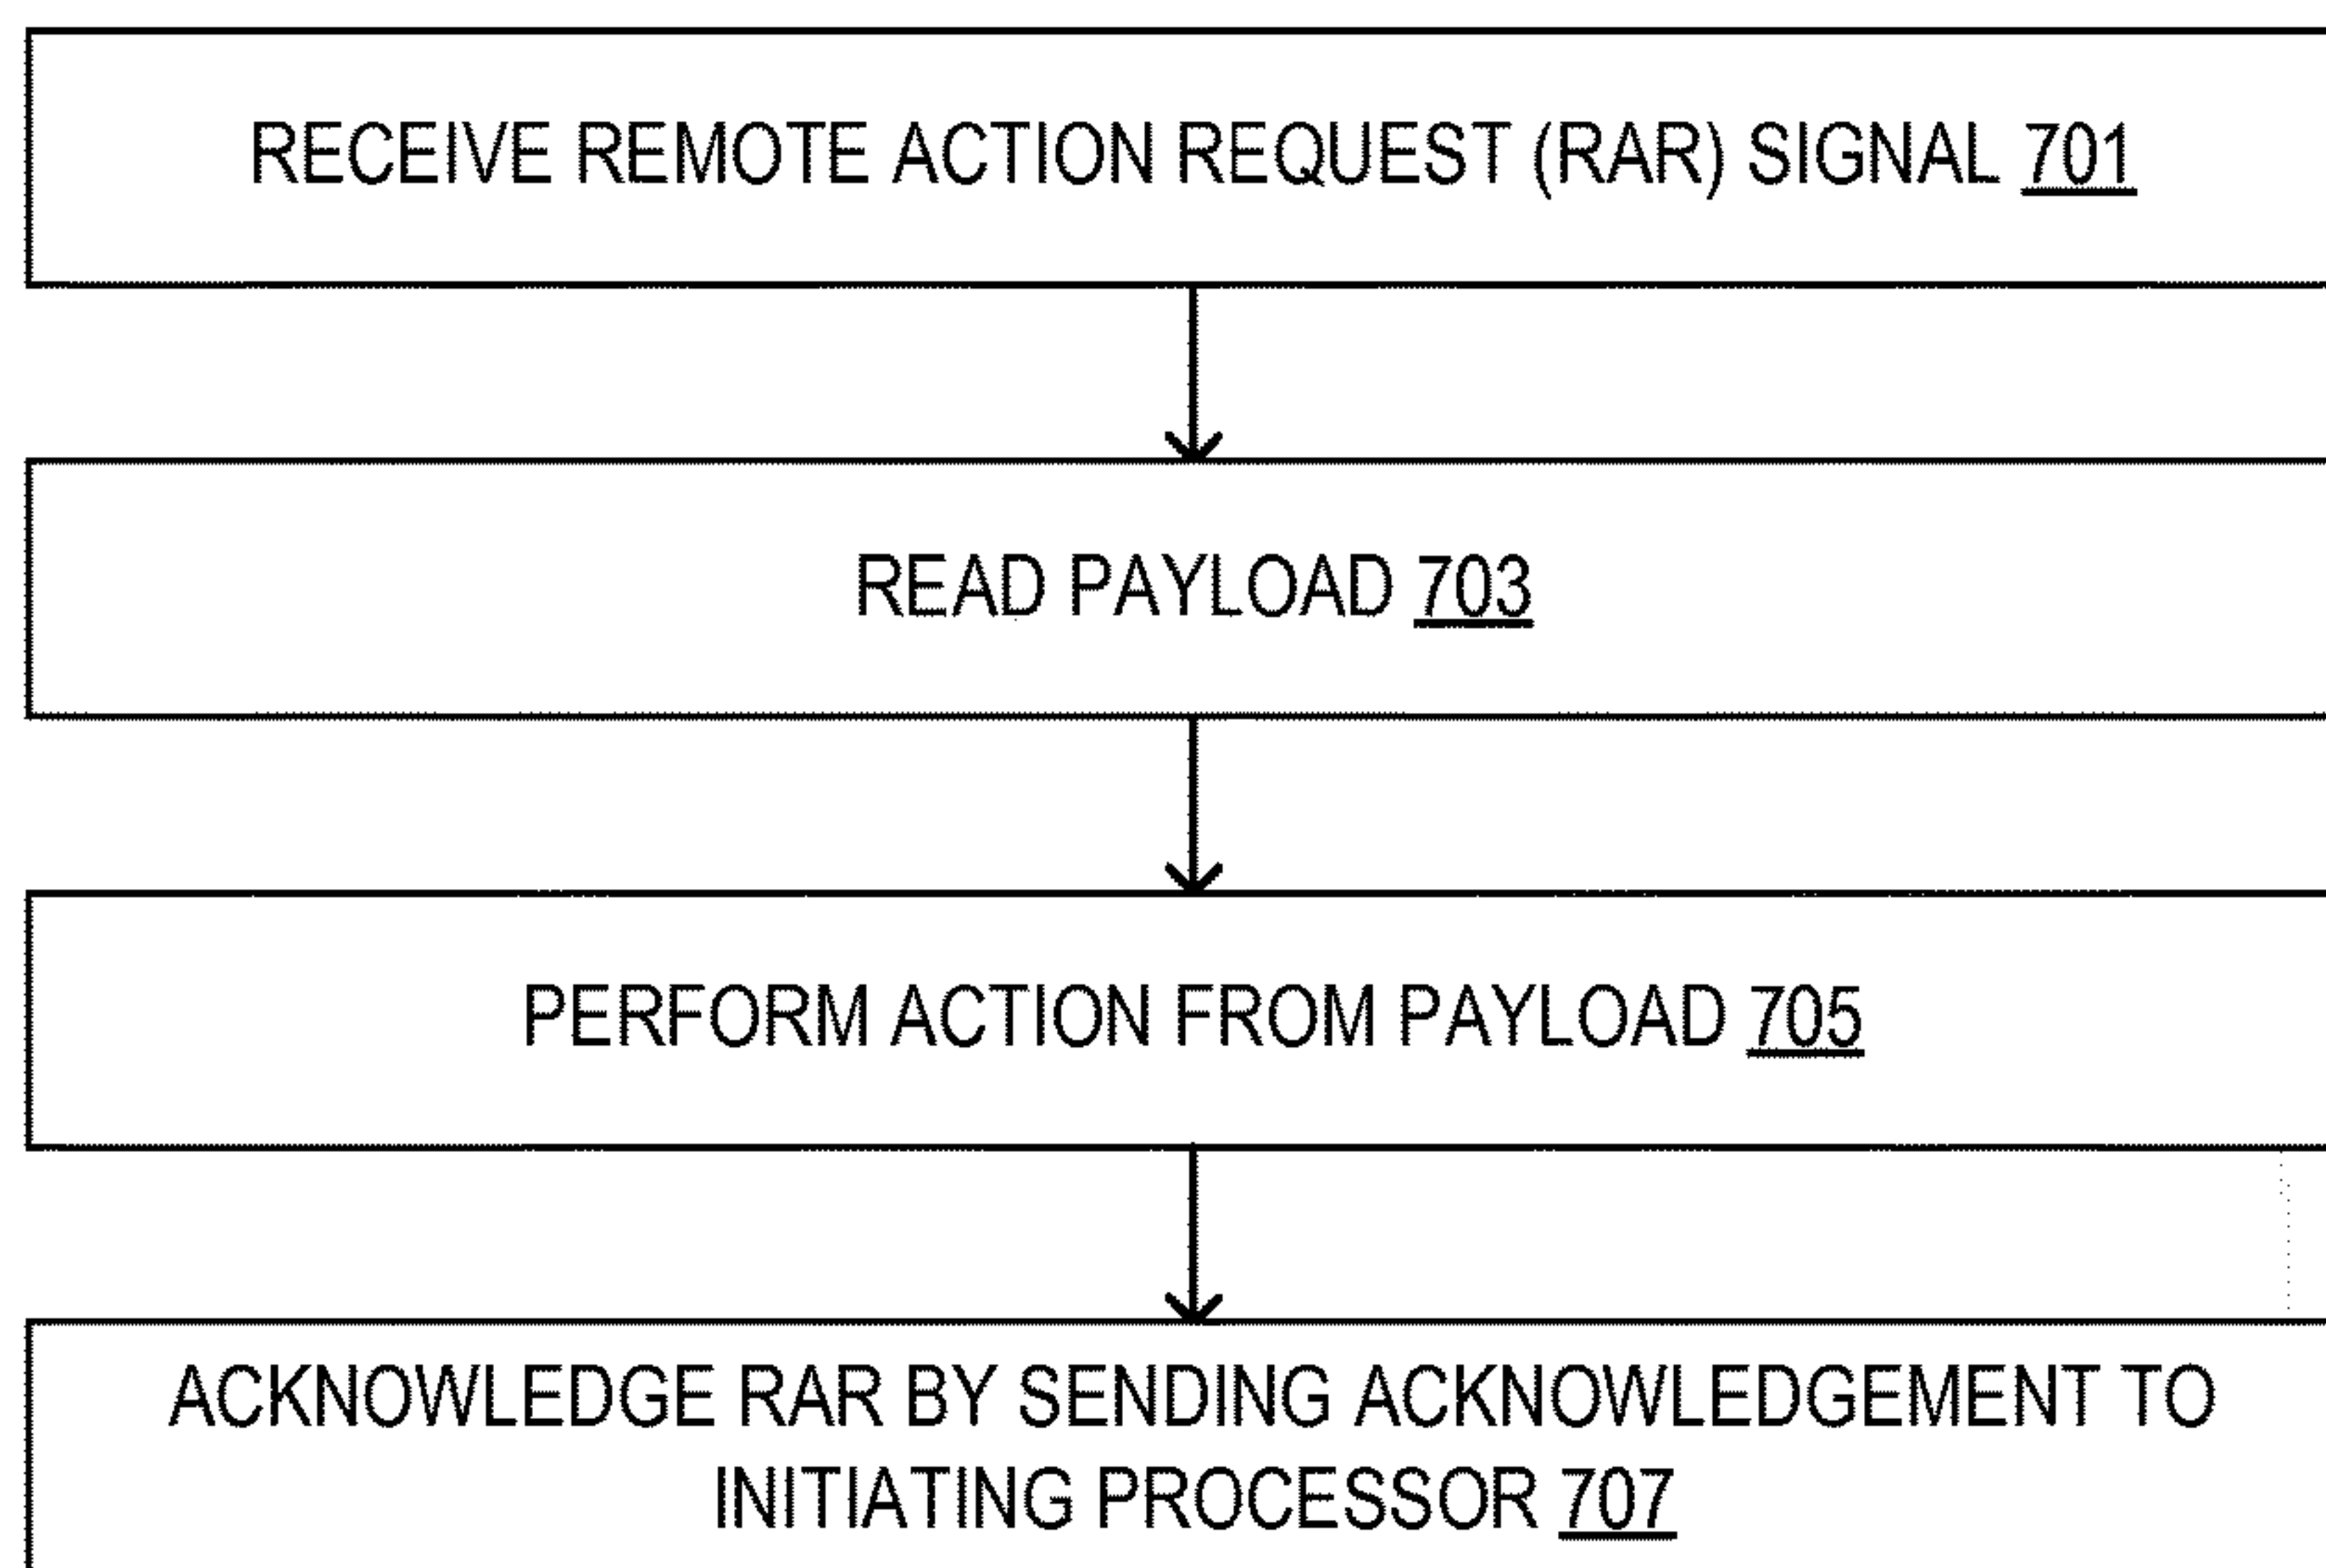 RECEIVE REMOTE ACTION REQUEST (RAR) SIGNAL 701
READ PAYLOAD 703
PERFORM ACTION FROM PAYLOAD 705
ACKNOWLEDGE RAR BY SENDING ACKNOWLEDGEMENT TO
INITIATING PROCESSOR 707